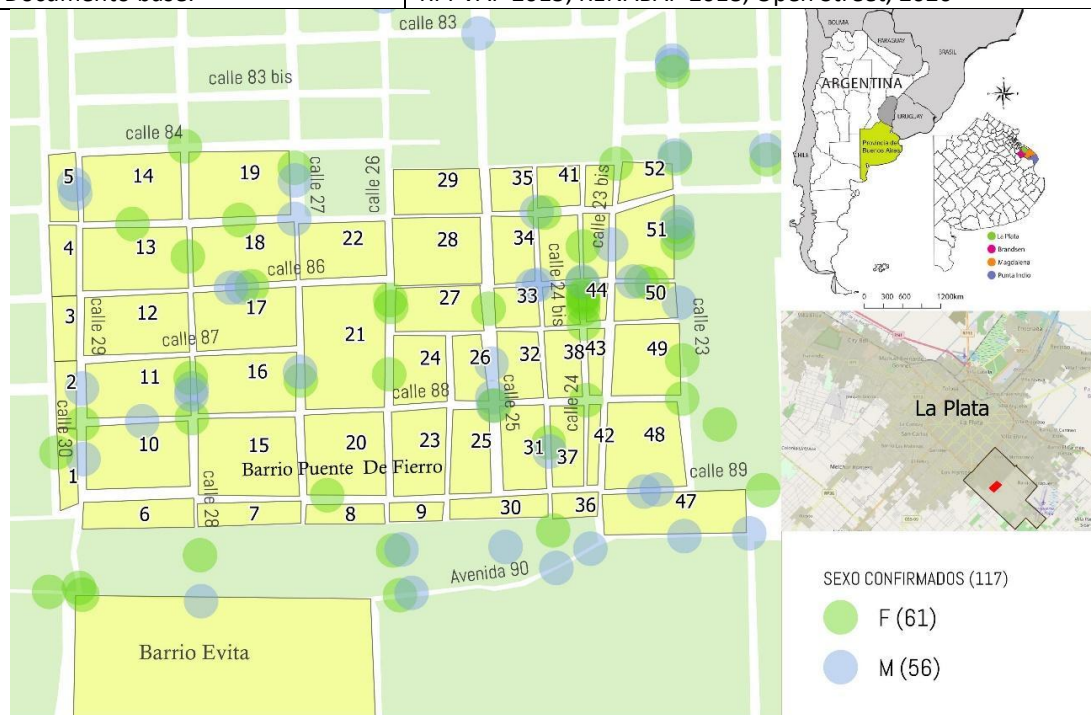 Documento base:
calle 83
calle 83 bis
calle 84
calle 27
calle 26
calle 23 bis
5
14
19
29
35
41
52
4
13
18
22
28
34
51
calle 86
calle 24 bis
3
12
17
21
27
33
44
50
calle 29
calle 87
calle 23
2
11
16
24
26
32
38
43
49
calle 88
calle 25
calle 24
calle 30
1
10
15
20
23
25
31
37
42
48
Barrio Puente De Fierro
calle 89
calle 28
6
7
8
9
30
36
47
Avenida 90
Barrio Evita
BOLIVIA
PARAGUAY
BRASIL
ARGENTINA
URUGUAY
CHILE
Provincia de
Buenos Aires
La Plata
Brandsen
Magdalena
Punta Indio
0 300 600 1200km
La Plata
SEXO CONFIRMADOS (117)
F (61)
M (56)